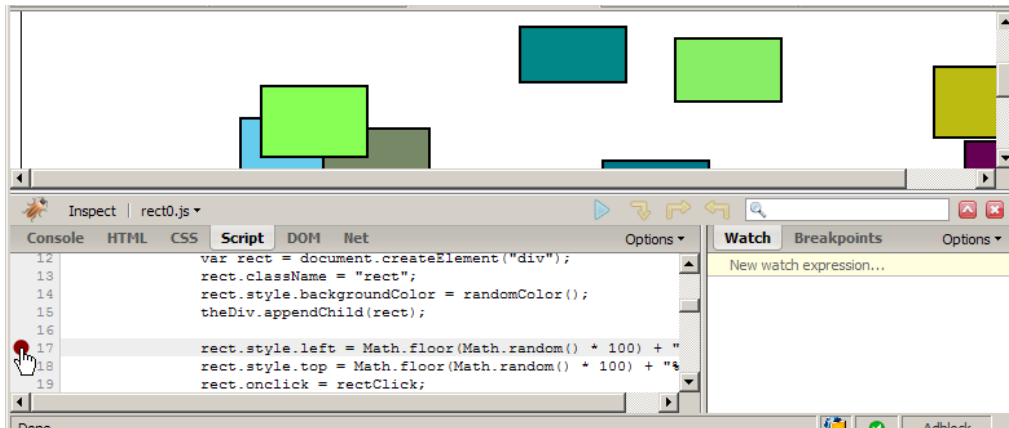 Inspect | rect0.js
Console HTML CSS Script DOM Net Options
Watch Breakpoints Options
New watch expression...
12 var rect = document.createElement("div");
13 rect.className = "rect";
14 rect.style.backgroundColor = randomColor();
15 theDiv.appendChild(rect);
16
17 rect.style.left = Math.floor(Math.random() * 100) + "
18 rect.style.top = Math.floor(Math.random() * 100) + "%
19 rect.onclick = rectClick;
Done Adblock